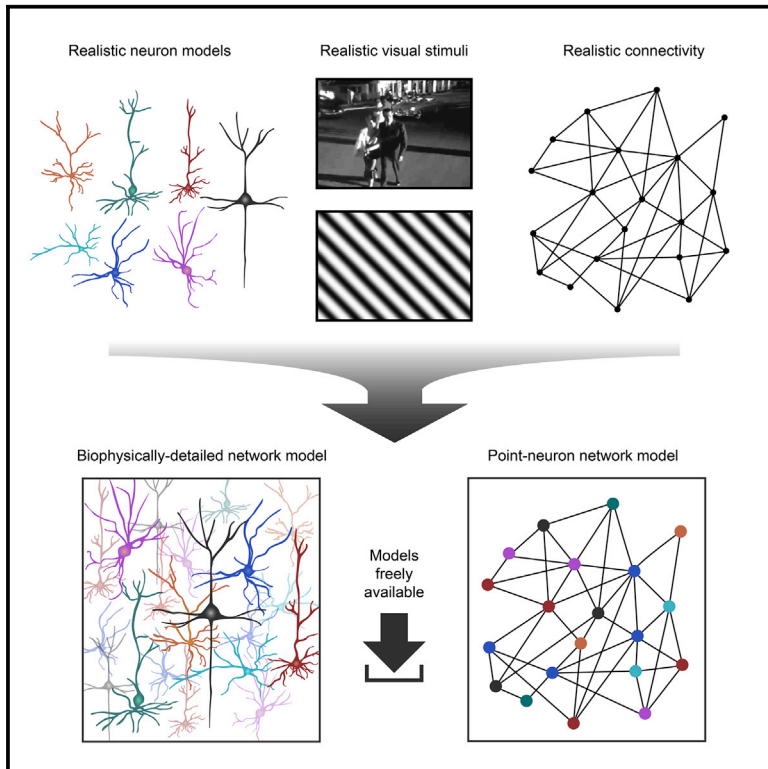 Realistic neuron models
Realistic visual stimuli
Realistic connectivity
Biophysically-detailed network model
Models
freely
available
Point-neuron network model